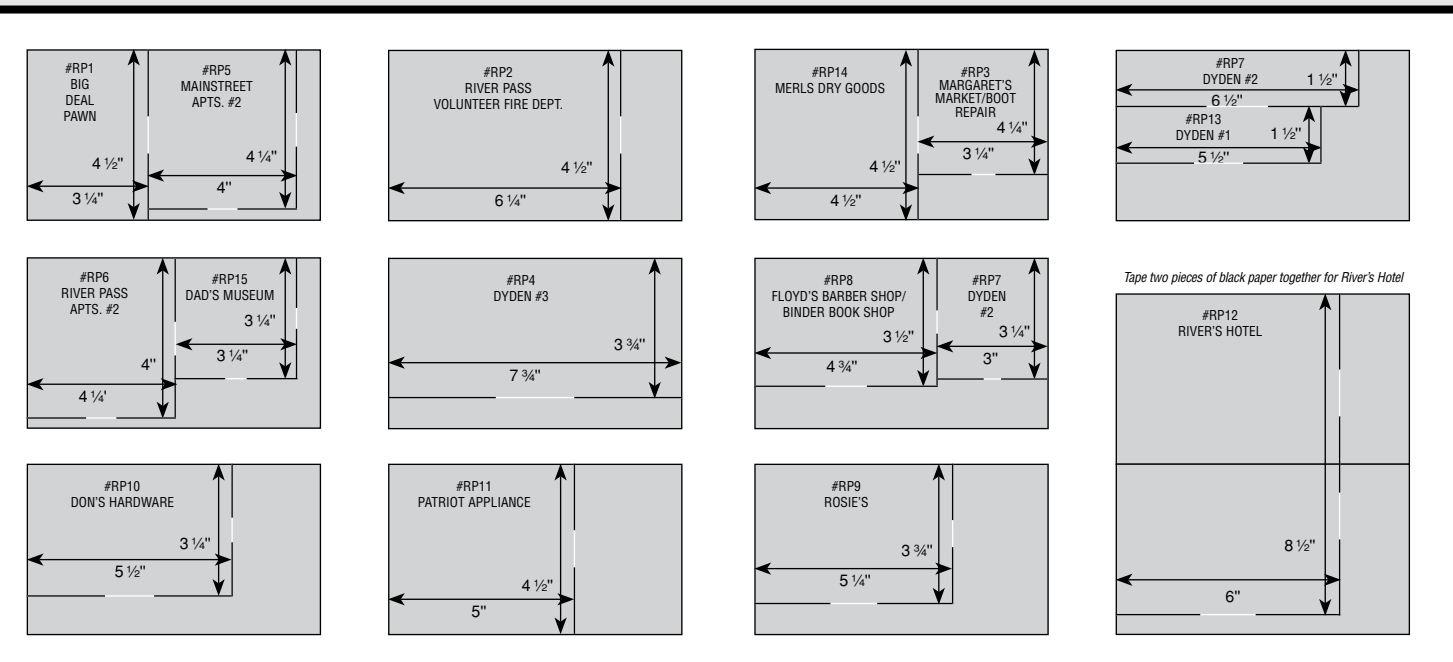 #RP1
BIG
DEAL
PAWN
4 ½"
3 ¼"
#RP5
MAINSTREET
APTS. #2
4 ¼"
4"
#RP2
RIVER PASS
VOLUNTEER FIRE DEPT.
4 ½"
6 ¼"
#RP14
MERLS DRY GOODS
4 ½"
4 ½"
#RP3
MARGARET'S
MARKET/BOOT
REPAIR
4 ¼"
3 ¼"
#RP7
DYDEN #2
1 ½"
6 ½"
#RP13
DYDEN #1
1 ½"
5 ½"
#RP6
RIVER PASS
APTS. #2
4"
4 ¼'
#RP15
DAD'S MUSEUM
3 ¼"
3 ¼"
#RP4
DYDEN #3
3 ¾"
7 ¾"
#RP8
FLOYD'S BARBER SHOP/
BINDER BOOK SHOP
3 ½"
4 ¾"
#RP7
DYDEN
#2
3 ¼"
3"
Tape two pieces of black paper together for River's Hotel
#RP12
RIVER'S HOTEL
8 ½"
6"
#RP10
DON'S HARDWARE
3 ¼"
5 ½"
#RP11
PATRIOT APPLIANCE
4 ½"
5"
#RP9
ROSIE'S
3 ¾"
5 ¼"